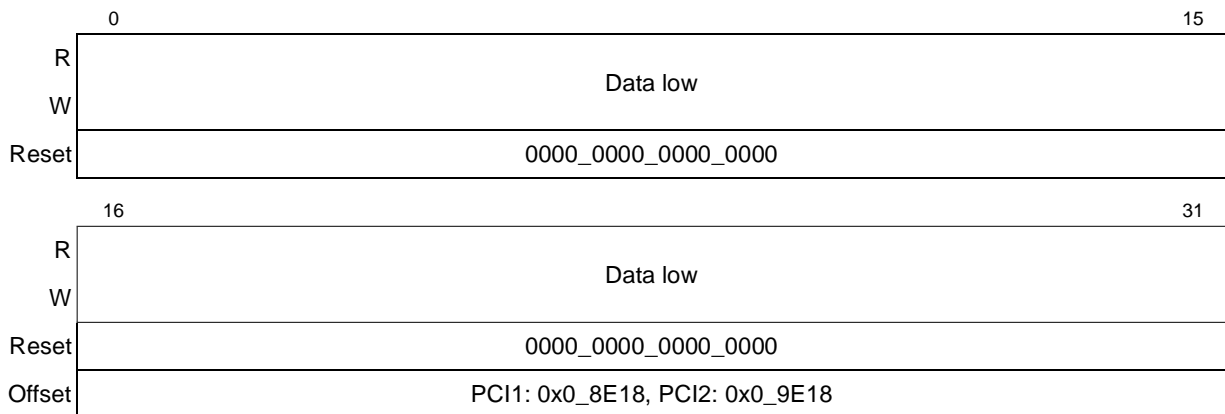 0 15
R
Data low
W
Reset 0000_0000_0000_0000
16 31
R
Data low
W
Reset 0000_0000_0000_0000
Offset PCI1: 0x0_8E18, PCI2: 0x0_9E18